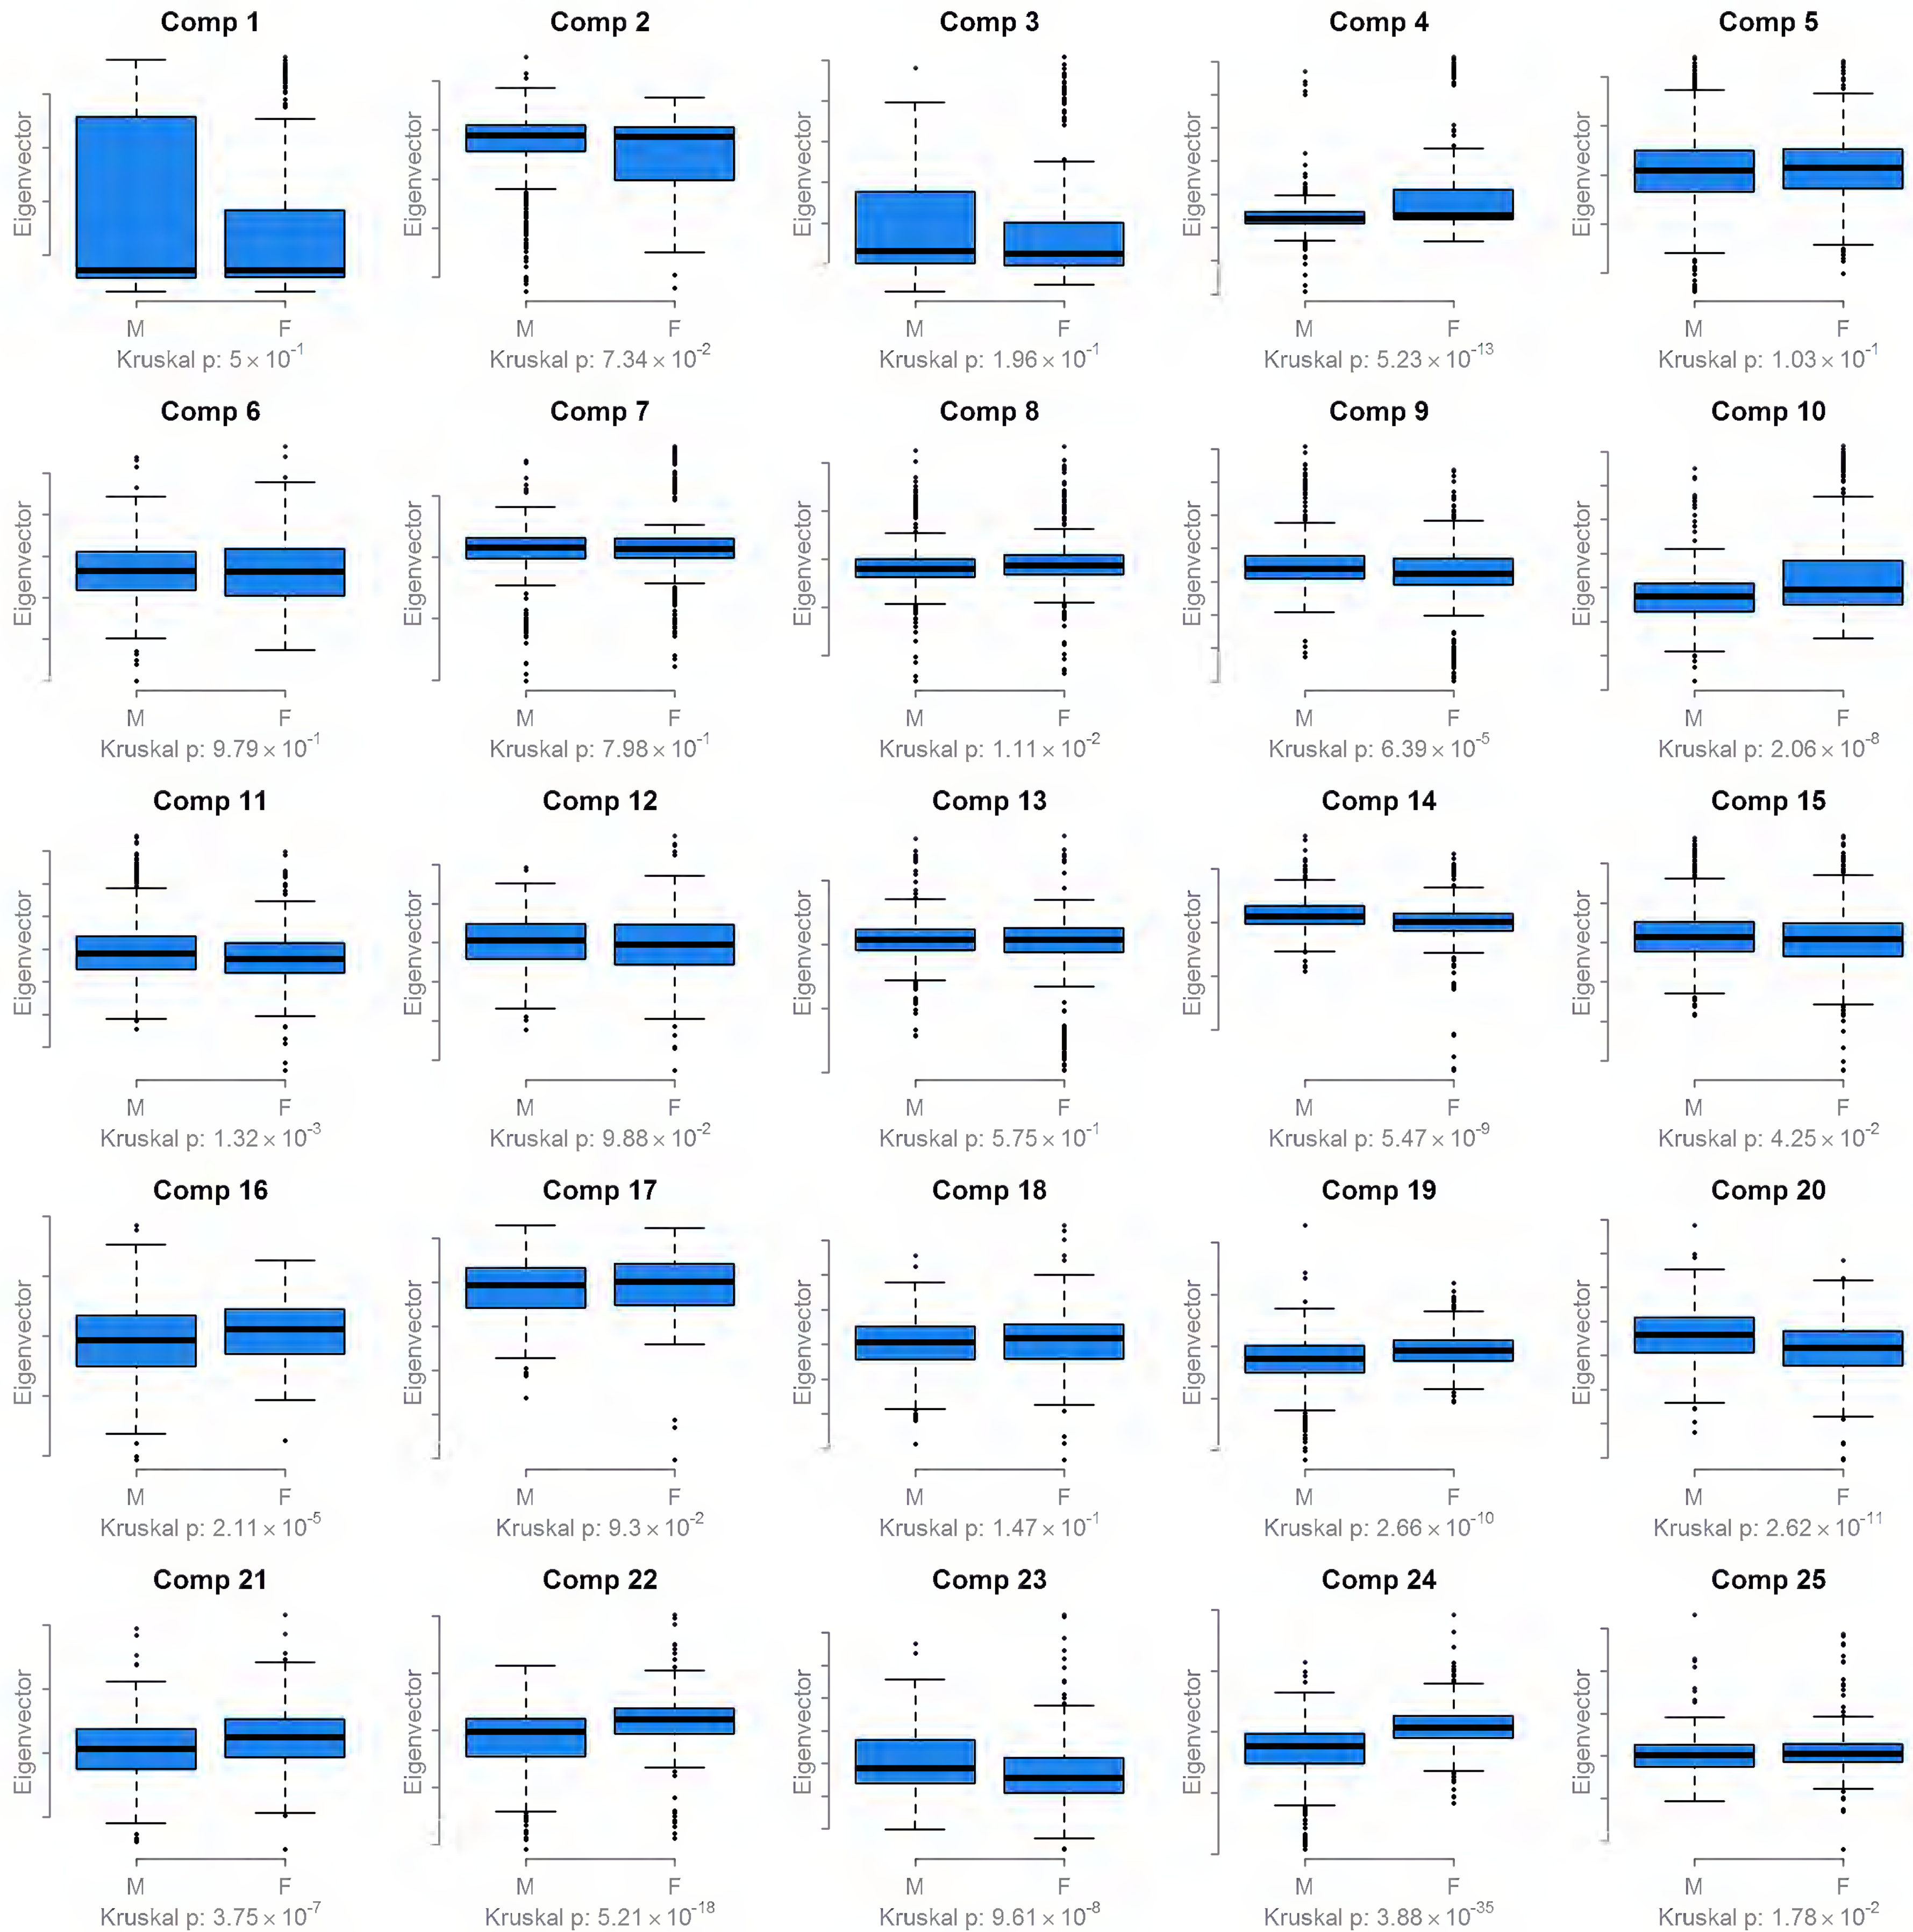 Comp 1 Comp 2 Comp 3 Comp 4 Comp 5
Eigenvector Eigenvector Eigenvector Eigenvector Eigenvector
M F M F M F M F M F
Kruskal p: 5 × 10⁻¹ Kruskal p: 7.34 × 10⁻² Kruskal p: 1.96 × 10⁻¹ Kruskal p: 5.23 × 10⁻¹³ Kruskal p: 1.03 × 10⁻¹
Comp 6 Comp 7 Comp 8 Comp 9 Comp 10
Eigenvector Eigenvector Eigenvector Eigenvector Eigenvector
M F M F M F M F M F
Kruskal p: 9.79 × 10⁻¹ Kruskal p: 7.98 × 10⁻¹ Kruskal p: 1.11 × 10⁻² Kruskal p: 6.39 × 10⁻⁵ Kruskal p: 2.06 × 10⁻⁸
Comp 11 Comp 12 Comp 13 Comp 14 Comp 15
Eigenvector Eigenvector Eigenvector Eigenvector Eigenvector
M F M F M F M F M F
Kruskal p: 1.32 × 10⁻³ Kruskal p: 9.88 × 10⁻² Kruskal p: 5.75 × 10⁻¹ Kruskal p: 5.47 × 10⁻⁹ Kruskal p: 4.25 × 10⁻²
Comp 16 Comp 17 Comp 18 Comp 19 Comp 20
Eigenvector Eigenvector Eigenvector Eigenvector Eigenvector
M F M F M F M F M F
Kruskal p: 2.11 × 10⁻⁵ Kruskal p: 9.3 × 10⁻² Kruskal p: 1.47 × 10⁻¹ Kruskal p: 2.66 × 10⁻¹⁰ Kruskal p: 2.62 × 10⁻¹¹
Comp 21 Comp 22 Comp 23 Comp 24 Comp 25
Eigenvector Eigenvector Eigenvector Eigenvector Eigenvector
M F M F M F M F M F
Kruskal p: 3.75 × 10⁻⁷ Kruskal p: 5.21 × 10⁻¹⁸ Kruskal p: 9.61 × 10⁻⁸ Kruskal p: 3.88 × 10⁻³⁵ Kruskal p: 1.78 × 10⁻²